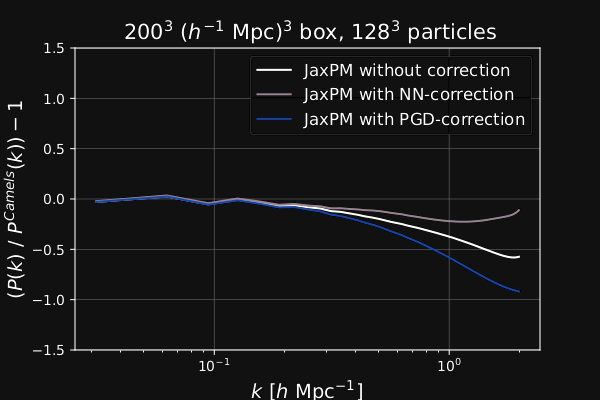 200³ (h⁻¹ Mpc)³ box, 128³ particles
JaxPM without correction
JaxPM with NN-correction
JaxPM with PGD-correction
(P(k) / P^Camels(k)) − 1
1.5
1.0
0.5
0.0
−0.5
−1.0
−1.5
10⁻¹
10⁰
k [h Mpc⁻¹]